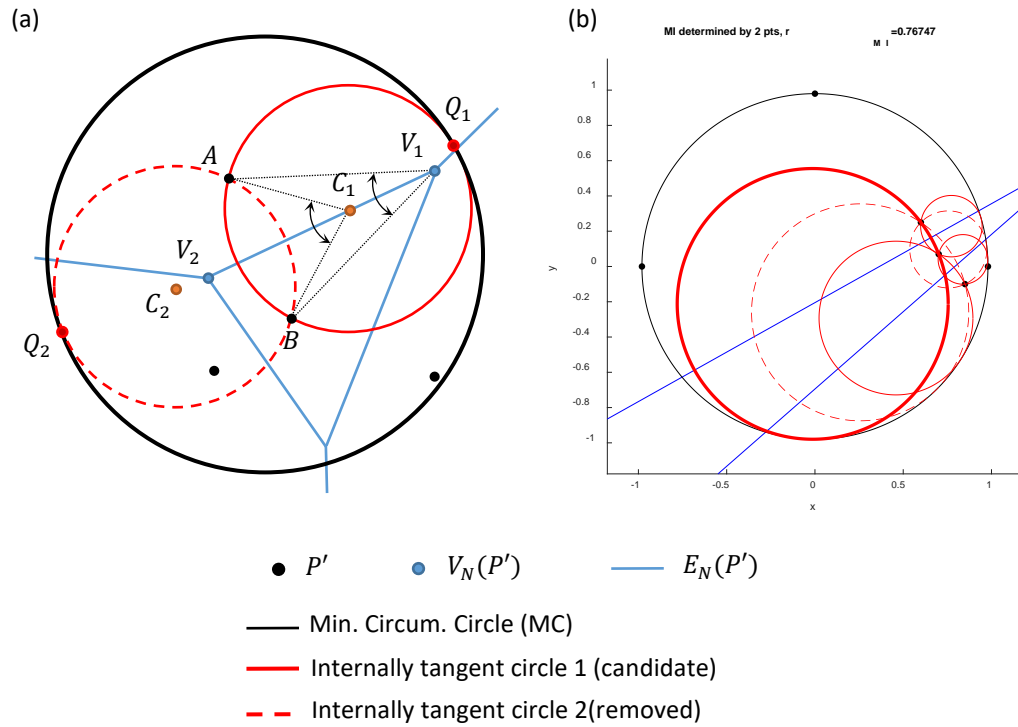 (a)
(b)
MI determined by 2 pts, r
M I
=0.76747
Q₁
V₁
A
C₁
V₂
C₂
B
Q₂
1
0.8
0.6
0.4
0.2
0
-0.2
-0.4
-0.6
-0.8
-1
y
-1
-0.5
0
0.5
1
x
P′
V_N(P′)
E_N(P′)
Min. Circum. Circle (MC)
Internally tangent circle 1 (candidate)
Internally tangent circle 2(removed)